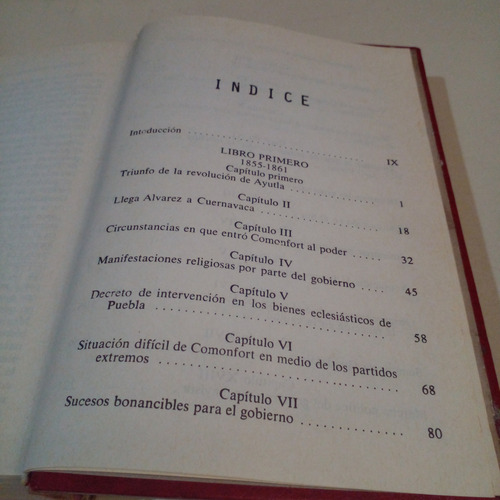 INDICE
Intoducción .......................... IX
LIBRO PRIMERO
1855-1861
Capítulo primero
Triunfo de la revolución de Ayutla .......... 1
Capítulo II
Llega Alvarez a Cuernavaca .................. 18
Capítulo III
Circunstancias en que entró Comonfort al poder .. 32
Capítulo IV
Manifestaciones religiosas por parte del gobierno .. 45
Capítulo V
Decreto de intervención en los bienes eclesiásticos de
Puebla .............................. 58
Capítulo VI
Situación difícil de Comonfort en medio de los partidos
extremos .............................. 68
Capítulo VII
Sucesos bonancibles para el gobierno ............ 80